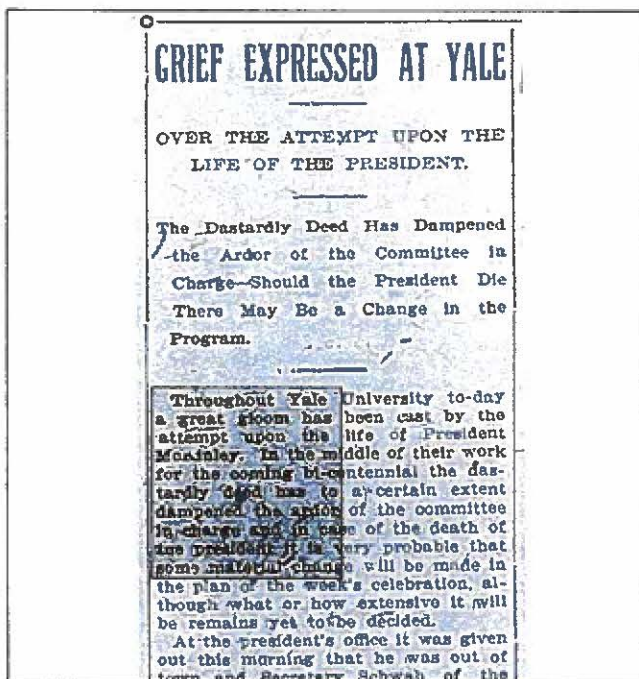 GRIEF EXPRESSED AT YALE
OVER THE ATTEMPT UPON THE
LIFE OF THE PRESIDENT.
The Dastardly Deed Has Dampened
the Ardor of the Committee in
Charge—Should the President Die
There May Be a Change in the
Program.
Throughout Yale University to-day
a great gloom has been cast by the
attempt upon the life of President
McKinley. In the middle of their work
for the coming bi-centennial the das-
tardly deed has to a certain extent
dampened the ardor of the committee
in charge and in case of the death of
the president it is very probable that
some material change will be made in
the plan of the week's celebration, al-
though what or how extensive it will
be remains yet to be decided.
At the president's office it was given
out this morning that he was out of
town and Secretary Schwab of the